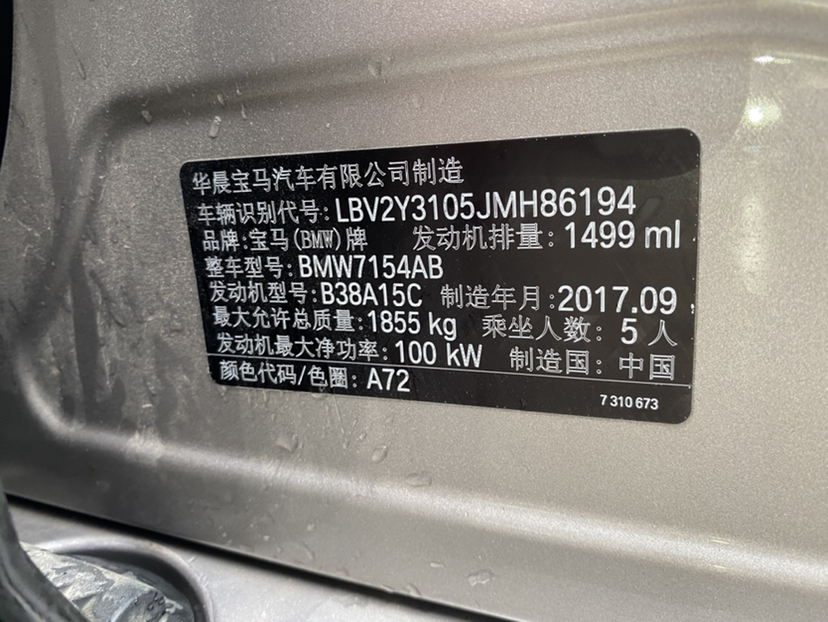 华晨宝马汽车有限公司制造
车辆识别代号: LBV2Y3105JMH86194
品牌: 宝马(BMW)牌 发动机排量: 1499 ml
整车型号: BMW7154AB
发动机型号: B38A15C 制造年月: 2017.09
最大允许总质量: 1855 kg 乘坐人数: 5 人
发动机最大净功率: 100 kW 制造国: 中国
颜色代码/色圈: A72
7 310 673